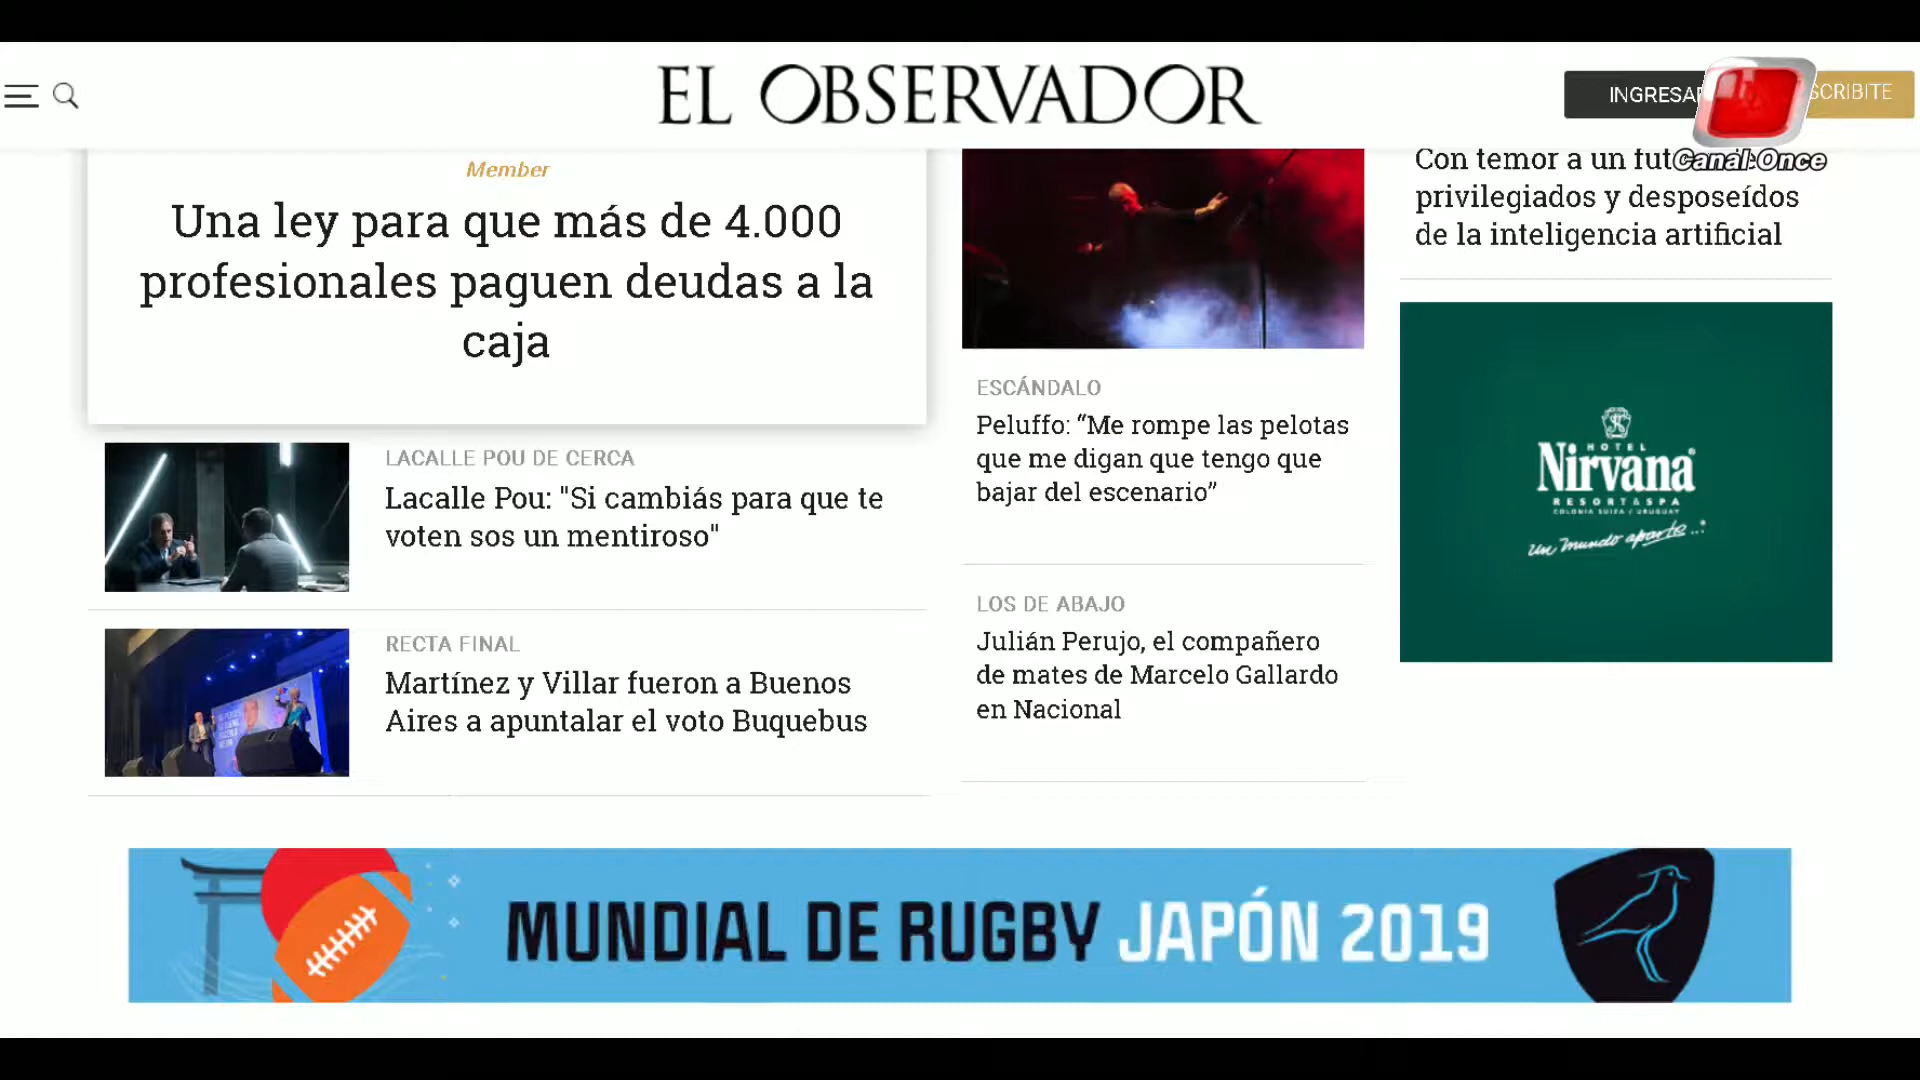 EL OBSERVADOR
INGRESAR
SCRIBITE
Canal Once
Member
Una ley para que más de 4.000
profesionales paguen deudas a la
caja
LACALLE POU DE CERCA
Lacalle Pou: "Si cambiás para que te
voten sos un mentiroso"
RECTA FINAL
Martínez y Villar fueron a Buenos
Aires a apuntalar el voto Buquebus
ESCÁNDALO
Peluffo: “Me rompe las pelotas
que me digan que tengo que
bajar del escenario”
LOS DE ABAJO
Julián Perujo, el compañero
de mates de Marcelo Gallardo
en Nacional
Con temor a un fut
privilegiados y desposeídos
de la inteligencia artificial
HOTEL
Nirvana
RESORT & SPA
COLONIA SUIZA / URUGUAY
Un mundo aparte...
MUNDIAL DE RUGBY JAPÓN 2019